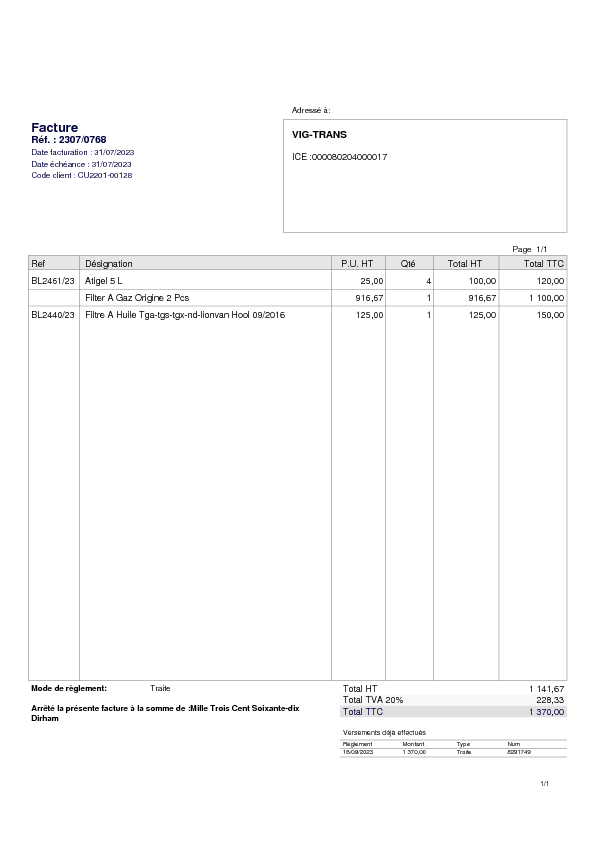 Adressé à:
Facture
Réf. : 2307/0768
Date facturation : 31/07/2023
Date échéance : 31/07/2023
Code client : CU2201-00128
VIG-TRANS
ICE :000080204000017
Page 1/1
Ref Désignation P.U. HT Qté Total HT Total TTC
BL2461/23 Atigel 5 L 25,00 4 100,00 120,00
Filter A Gaz Origine 2 Pcs 916,67 1 916,67 1 100,00
BL2440/23 Filtre A Huile Tga-tgs-tgx-nd-lionvan Hool 09/2016 125,00 1 125,00 150,00
Mode de règlement: Traite
Total HT 1 141,67
Total TVA 20% 228,33
Total TTC 1 370,00
Arrêté la présente facture à la somme de :Mille Trois Cent Soixante-dix
Dirham
Versements déjà effectués
Règlement Montant Type Num
18/09/2023 1 370,00 Traite 8291749
1/1